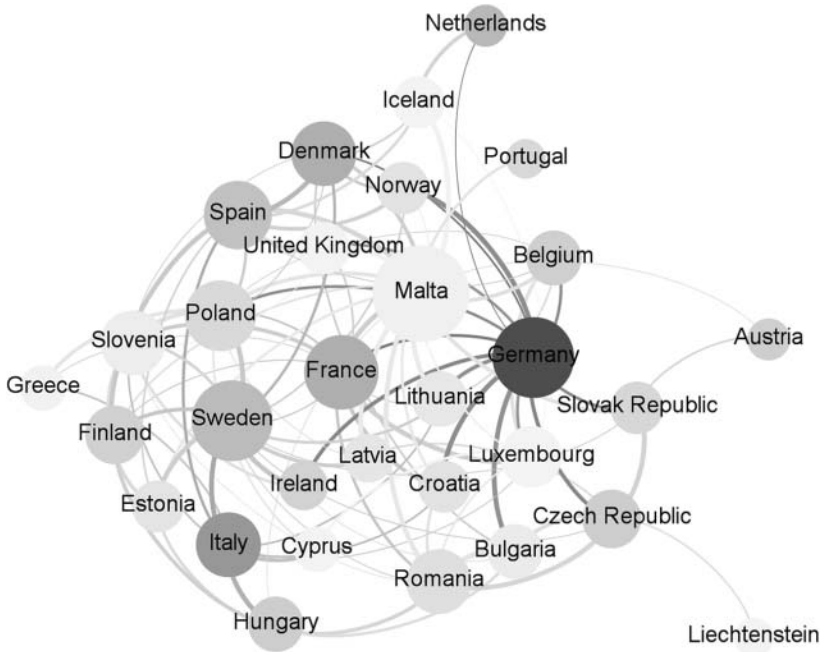 Netherlands
Iceland
Denmark
Portugal
Norway
Spain
United Kingdom
Belgium
Malta
Poland
Slovenia
Austria
Germany
France
Greece
Lithuania
Slovak Republic
Sweden
Finland
Latvia
Luxembourg
Ireland
Croatia
Estonia
Czech Republic
Italy
Cyprus
Bulgaria
Romania
Hungary
Liechtenstein